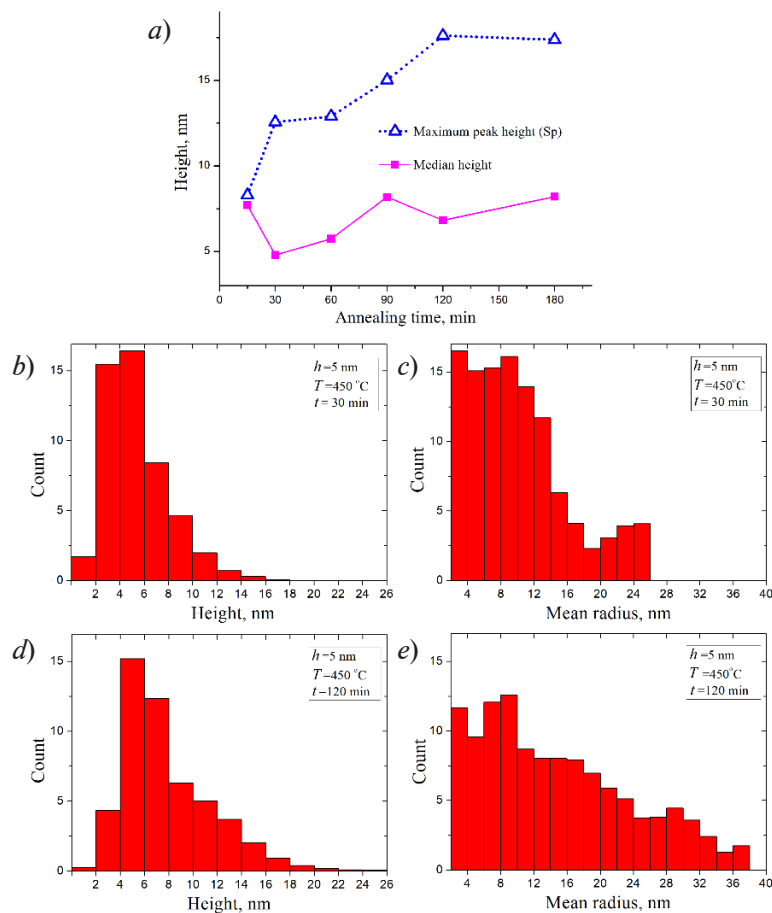 a)
Height, nm
15
10
5
Maximum peak height (Sp)
Median height
0 30 60 90 120 150 180
Annealing time, min
b)
Count
15
10
5
0
h=5 nm
T=450 °C
t = 30 min
2 4 6 8 10 12 14 16 18 20 22 24 26
Height, nm
c)
Count
15
10
5
0
h=5 nm
T=450°C
t = 30 min
4 8 12 16 20 24 28 32 36 40
Mean radius, nm
d)
Count
15
10
5
0
h=5 nm
T–450 °C
t–120 min
2 4 6 8 10 12 14 16 18 20 22 24 26
Height, nm
e)
Count
15
10
5
0
h=5 nm
T=450°C
t=120 min
2 4 8 12 16 20 24 28 32 36 40
Mean radius, nm